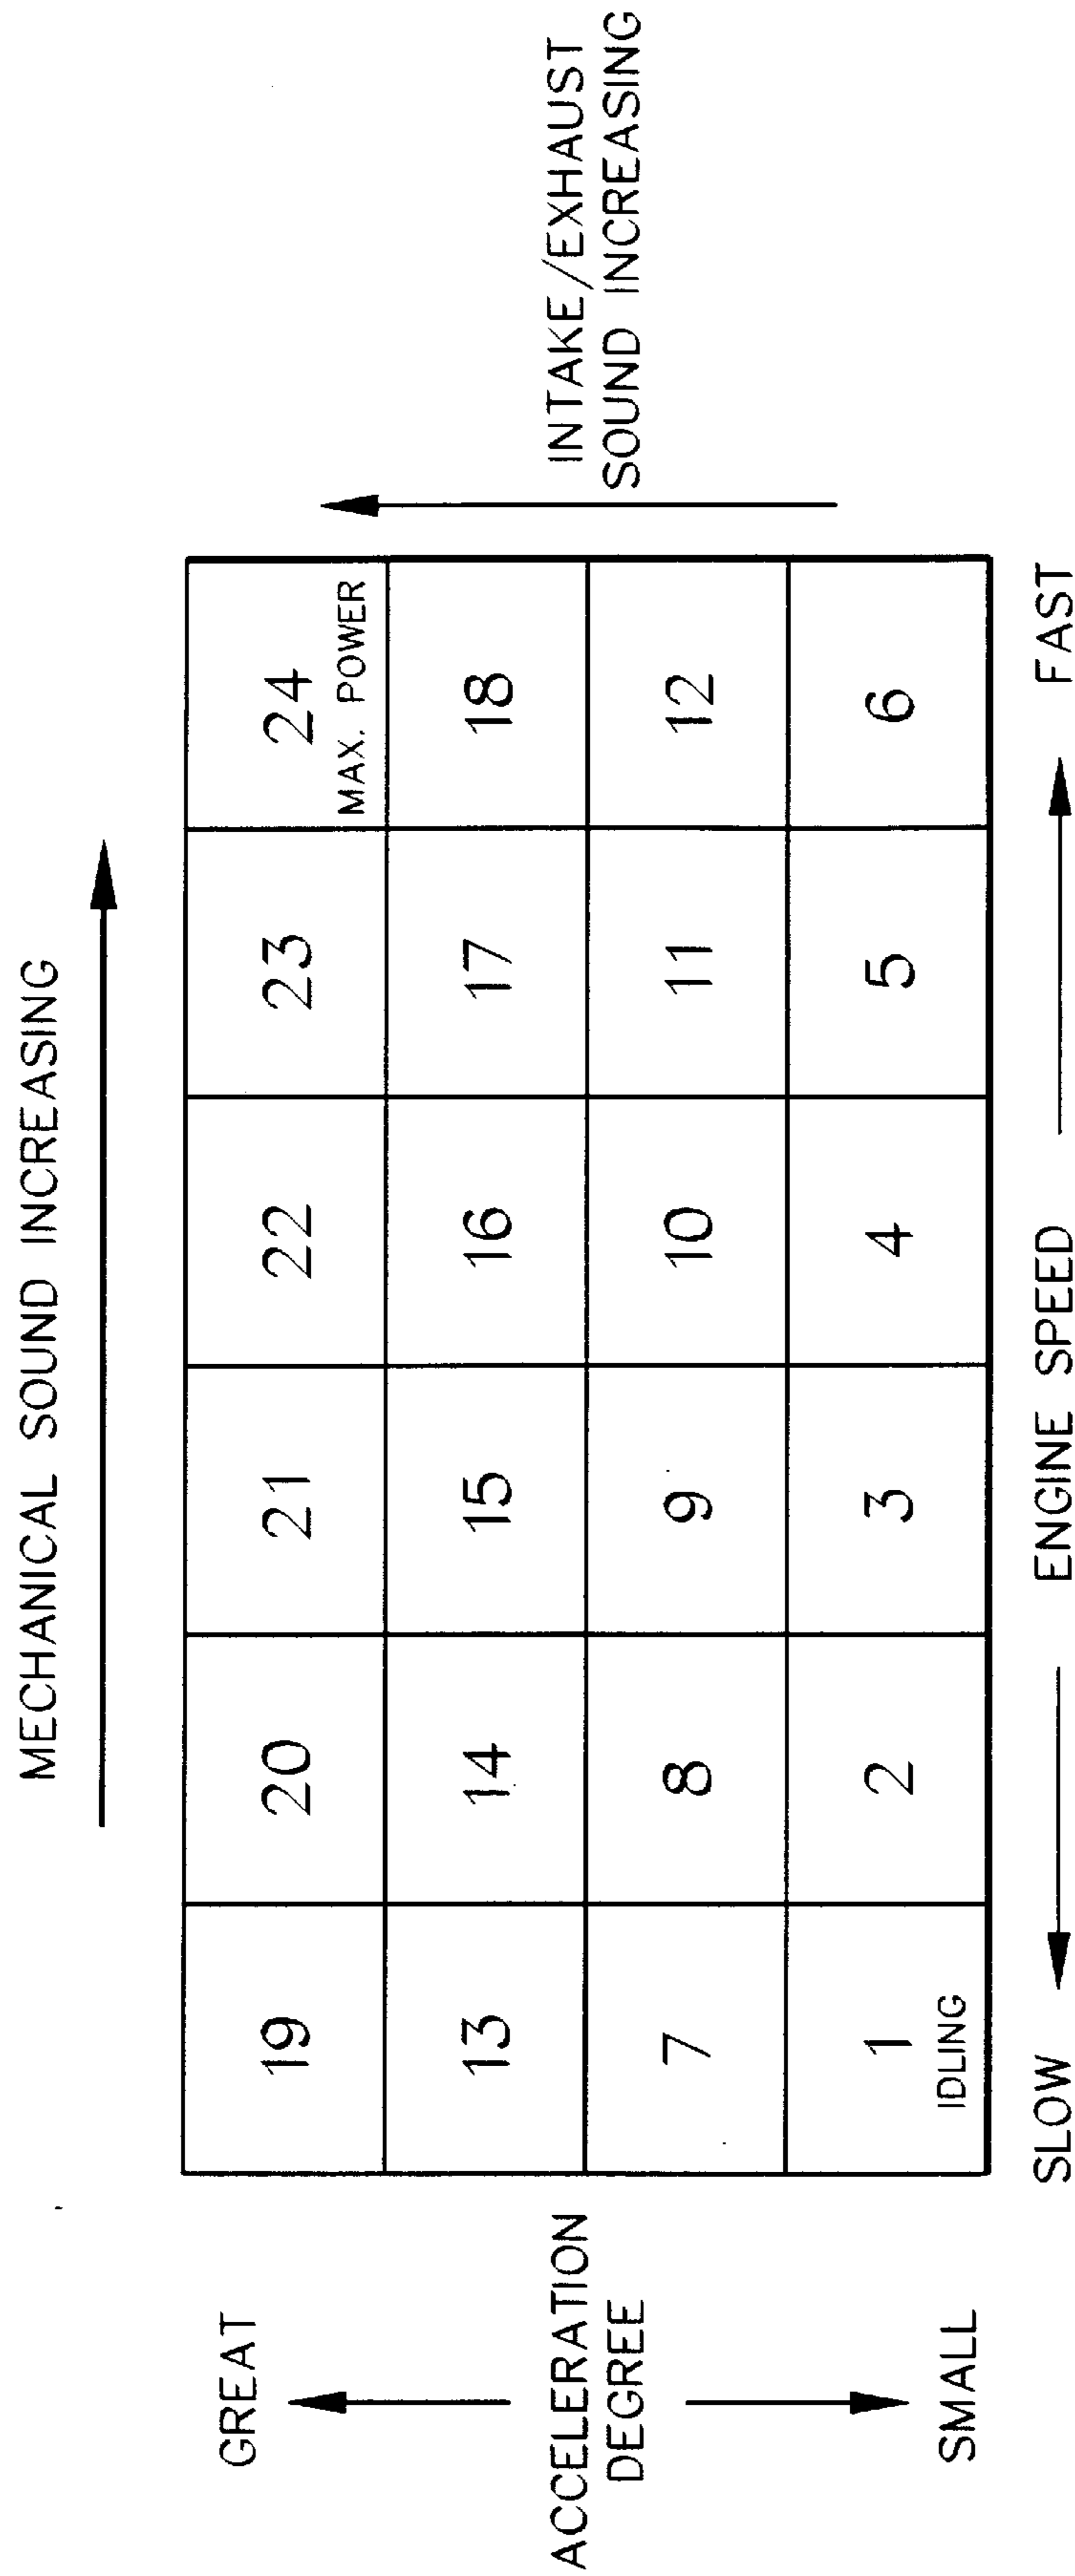 MECHANICAL SOUND INCREASING
GREAT
ACCELERATION
DEGREE
SMALL
19 20 21 22 23 24
MAX. POWER
13 14 15 16 17 18
7 8 9 10 11 12
1 2 3 4 5 6
IDLING
INTAKE/EXHAUST
SOUND INCREASING
SLOW ENGINE SPEED FAST